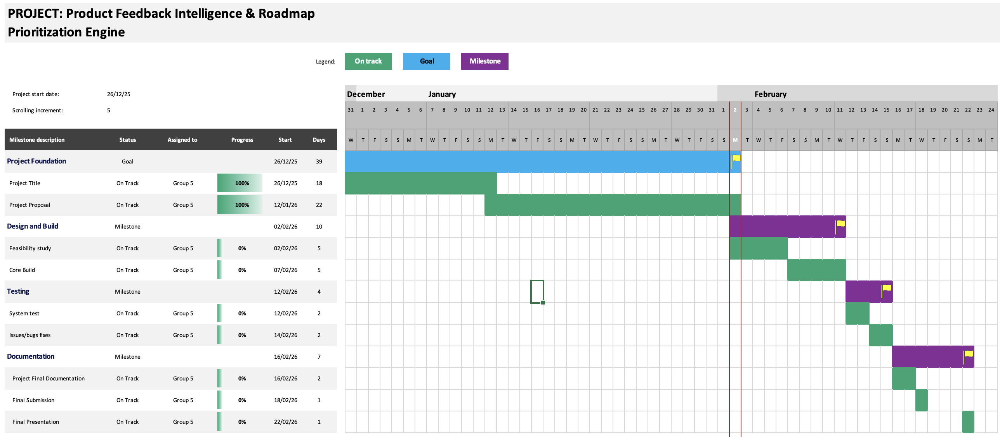 PROJECT: Product Feedback Intelligence & Roadmap
Prioritization Engine
Legend: On track Goal Milestone
Project start date: 26/12/25 December January February
Scrolling increment: 5 31 1 2 3 4 5 6 7 8 9 10 11 12 13 14 15 16 17 18 19 20 21 22 23 24 25 26 27 28 29 30 31 1 2 3 4 5 6 7 8 9 10 11 12 13 14 15 16 17 18 19 20 21 22 23 24
Milestone description Status Assigned to Progress Start Days W T F S S M T W T F S S M T W T F S S M T W T F S S M T W T F S S M T W T F S S M T W T F S S M T W T F S S M T
Project Foundation Goal 26/12/25 39
Project Title On Track Group 5 100% 26/12/25 18
Project Proposal On Track Group 5 100% 12/01/26 22
Design and Build Milestone 02/02/26 10
Feasibility study On Track Group 5 0% 02/02/26 5
Core Build On Track Group 5 0% 07/02/26 5
Testing Milestone 12/02/26 4
System test On Track Group 5 0% 12/02/26 2
Issues/bugs fixes On Track Group 5 0% 14/02/26 2
Documentation Milestone 16/02/26 7
Project Final Documentation On Track Group 5 0% 16/02/26 2
Final Submission On Track Group 5 0% 18/02/26 1
Final Presentation On Track Group 5 0% 22/02/26 1